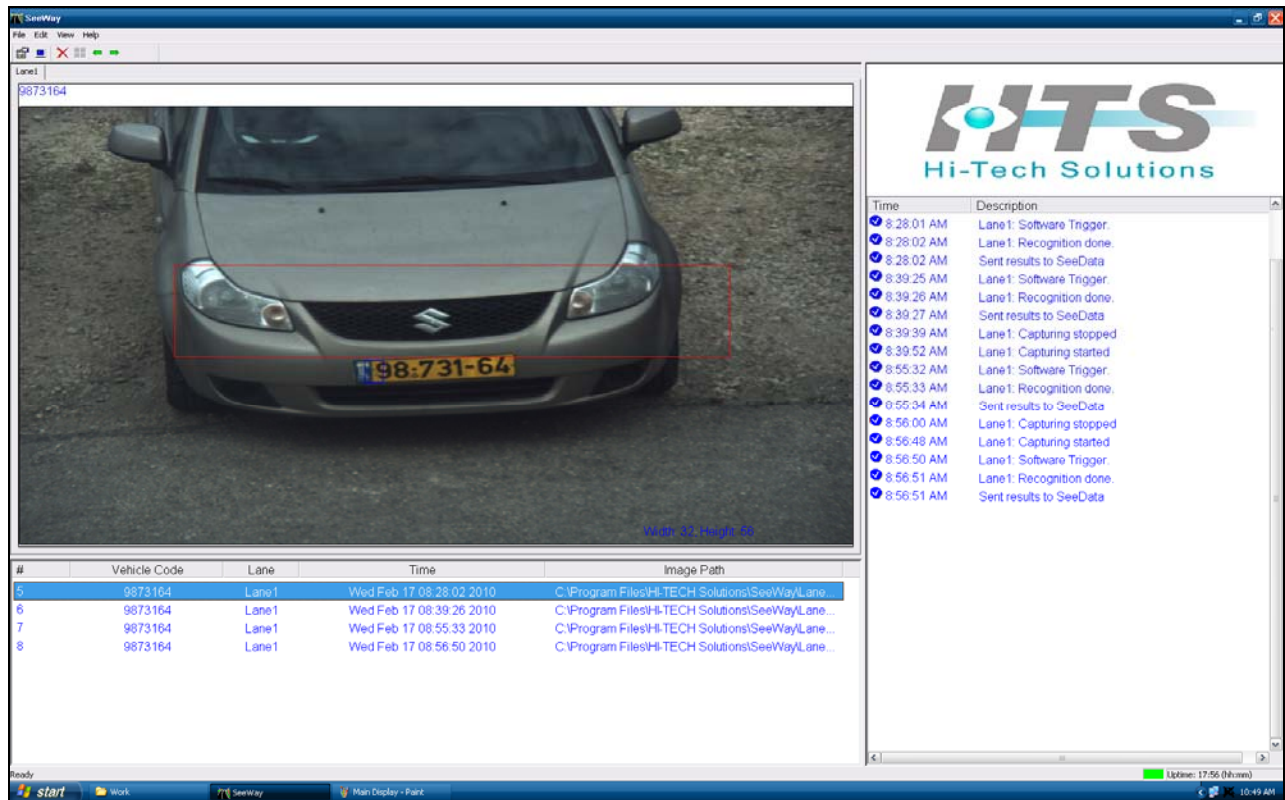 SeeWay
File Edit View Help
Lane1
9873164
98-731-64
Width: 32; Height: 56
HTS
Hi-Tech Solutions
Time Description
8:28:01 AM Lane1: Software Trigger.
8:28:02 AM Lane1: Recognition done.
8:28:02 AM Sent results to SeeData
8:39:25 AM Lane1: Software Trigger.
8:39:26 AM Lane1: Recognition done.
8:39:27 AM Sent results to SeeData
8:39:39 AM Lane1: Capturing stopped
8:39:52 AM Lane1: Capturing started
8:55:32 AM Lane1: Software Trigger.
8:55:33 AM Lane1: Recognition done.
8:55:34 AM Sent results to SeeData
8:56:00 AM Lane1: Capturing stopped
8:56:48 AM Lane1: Capturing started
8:56:50 AM Lane1: Software Trigger.
8:56:51 AM Lane1: Recognition done.
8:56:51 AM Sent results to SeeData
# Vehicle Code Lane Time Image Path
5 9873164 Lane1 Wed Feb 17 08:28:02 2010 C:\Program Files\HI-TECH Solutions\SeeWay\Lane...
6 9873164 Lane1 Wed Feb 17 08:39:26 2010 C:\Program Files\HI-TECH Solutions\SeeWay\Lane...
7 9873164 Lane1 Wed Feb 17 08:55:33 2010 C:\Program Files\HI-TECH Solutions\SeeWay\Lane...
8 9873164 Lane1 Wed Feb 17 08:56:50 2010 C:\Program Files\HI-TECH Solutions\SeeWay\Lane...
Ready Uptime: 17:56 (hh:mm)
start Work SeeWay Main Display - Paint 10:49 AM